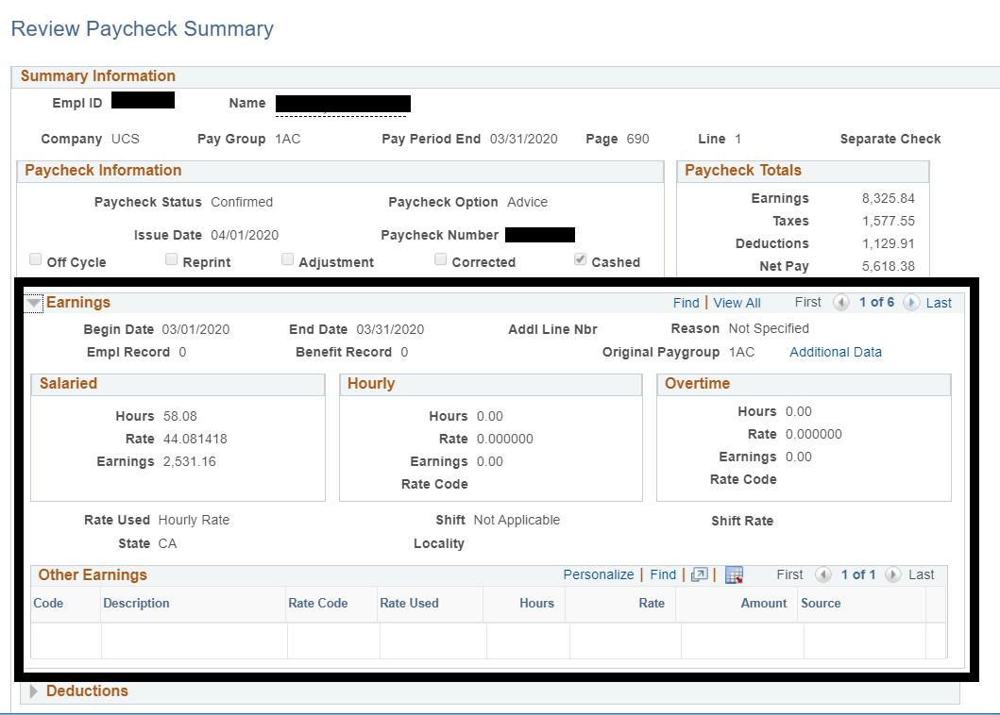 Review Paycheck Summary
Summary Information
Empl ID Name
Company UCS Pay Group 1AC Pay Period End 03/31/2020 Page 690 Line 1 Separate Check
Paycheck Information
Paycheck Status Confirmed Paycheck Option Advice
Issue Date 04/01/2020 Paycheck Number
Off Cycle Reprint Adjustment Corrected Cashed
Paycheck Totals
Earnings 8,325.84
Taxes 1,577.55
Deductions 1,129.91
Net Pay 5,618.38
Earnings Find | View All First 1 of 6 Last
Begin Date 03/01/2020 End Date 03/31/2020 Addl Line Nbr Reason Not Specified
Empl Record 0 Benefit Record 0 Original Paygroup 1AC Additional Data
Salaried
Hours 58.08
Rate 44.081418
Earnings 2,531.16
Hourly
Hours 0.00
Rate 0.000000
Earnings 0.00
Rate Code
Overtime
Hours 0.00
Rate 0.000000
Earnings 0.00
Rate Code
Rate Used Hourly Rate Shift Not Applicable Shift Rate
State CA Locality
Other Earnings Personalize | Find | | First 1 of 1 Last
Code Description Rate Code Rate Used Hours Rate Amount Source
Deductions